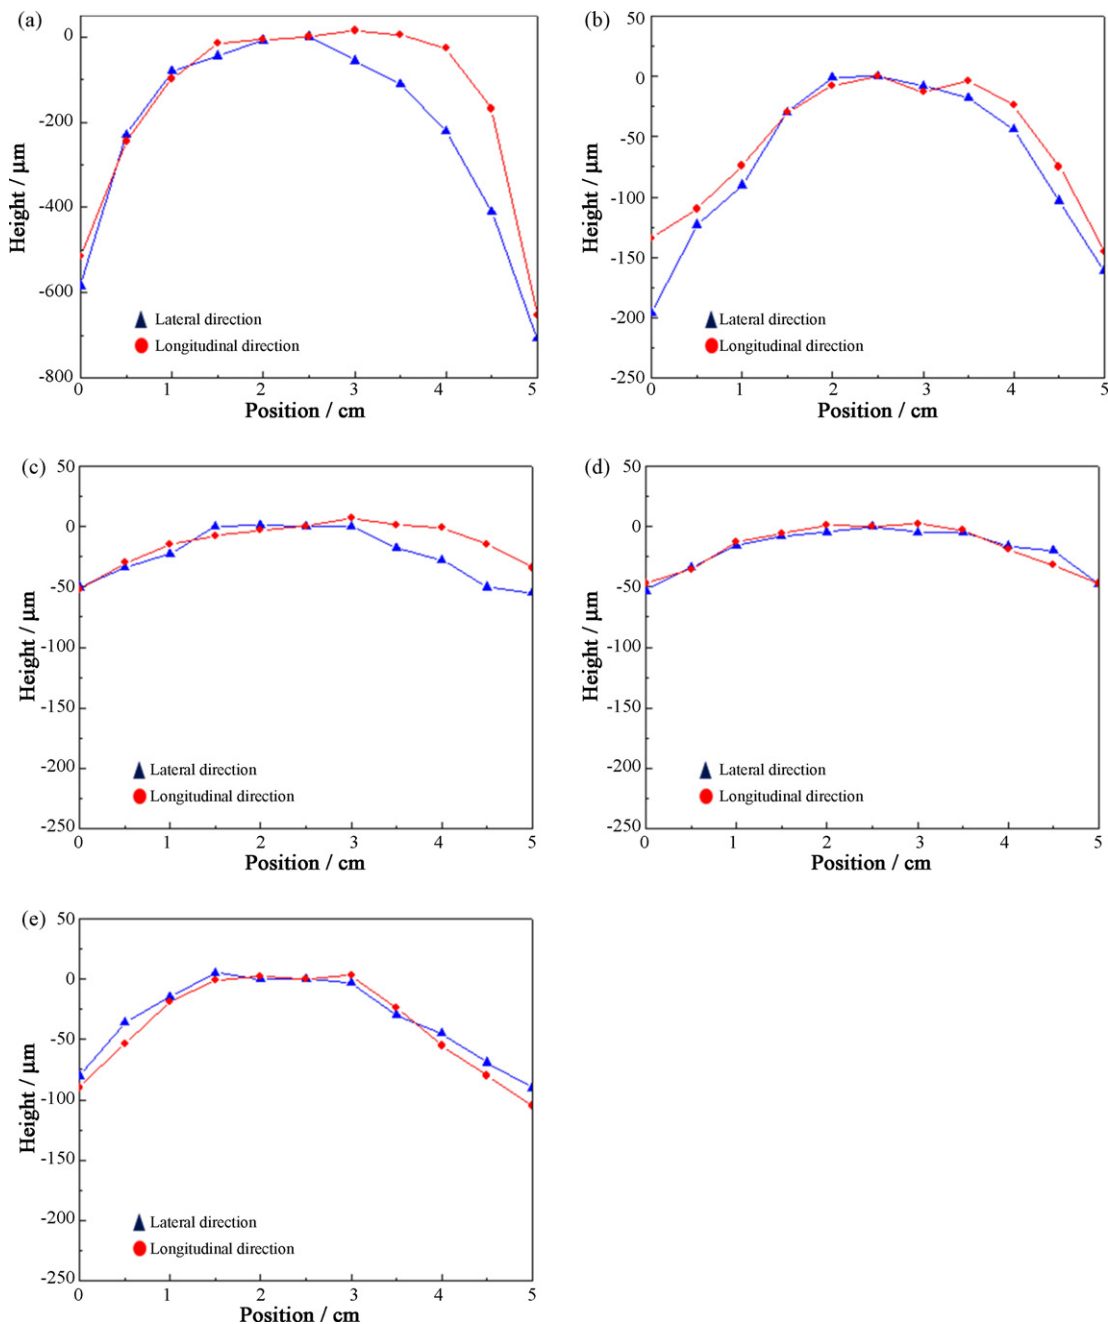 (a)
0
-200
-400
-600
-800
Height / μm
Lateral direction
Longitudinal direction
0 1 2 3 4 5
Position / cm
(b)
50
0
-50
-100
-150
-200
-250
Height / μm
Lateral direction
Longitudinal direction
0 1 2 3 4 5
Position / cm
(c)
50
0
-50
-100
-150
-200
-250
Height / μm
Lateral direction
Longitudinal direction
0 1 2 3 4 5
Position / cm
(d)
50
0
-50
-100
-150
-200
-250
Height / μm
Lateral direction
Longitudinal direction
0 1 2 3 4 5
Position / cm
(e)
50
0
-50
-100
-150
-200
-250
Height / μm
Lateral direction
Longitudinal direction
0 1 2 3 4 5
Position / cm